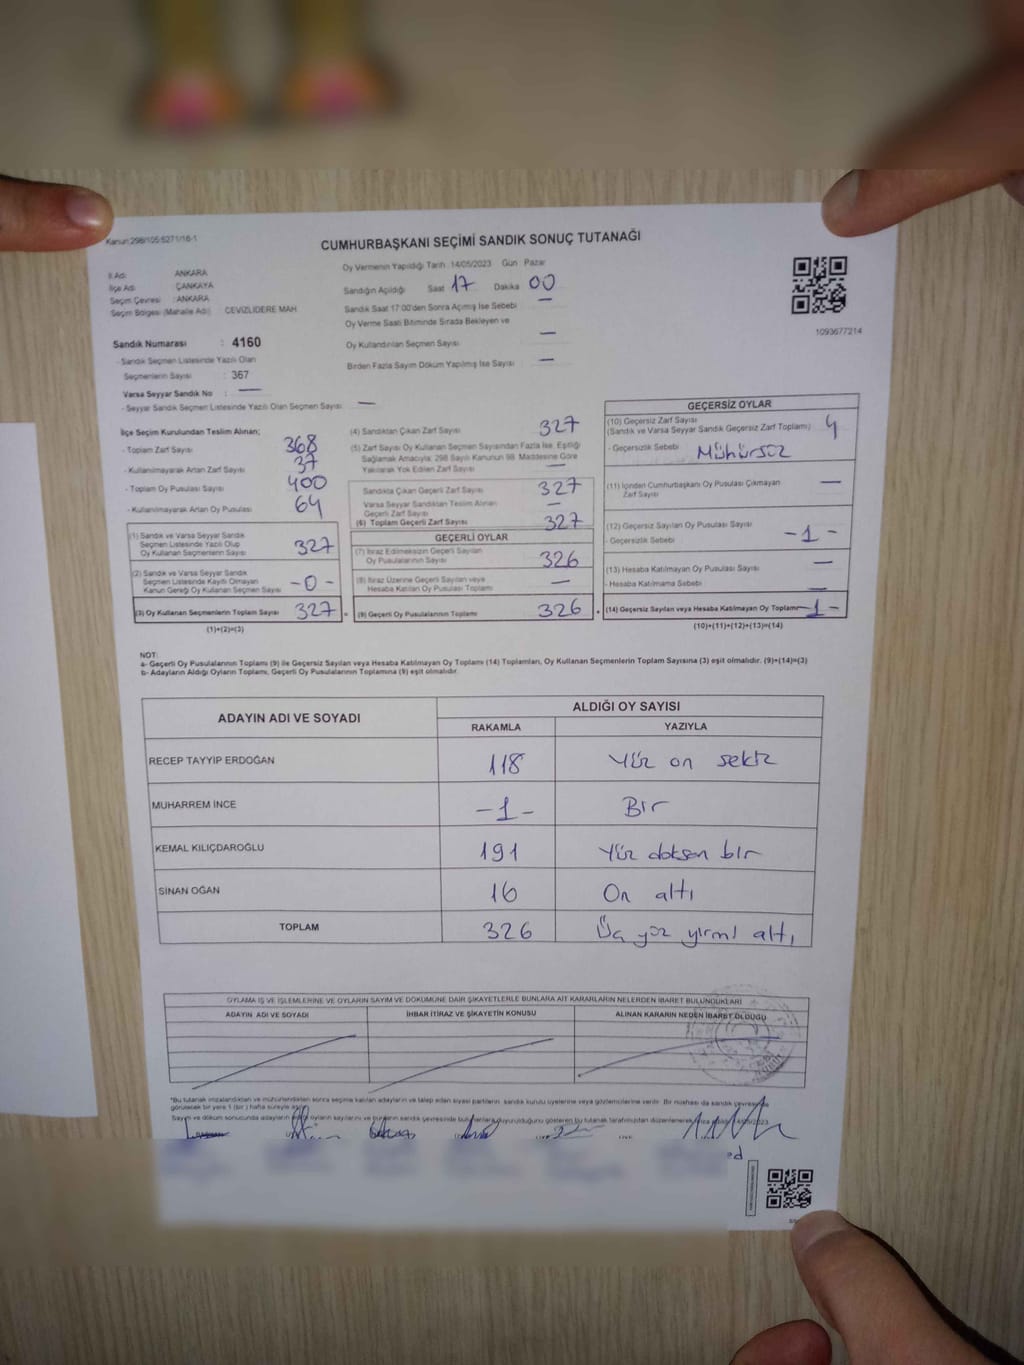 Kanun:298/105-5271/16-1
CUMHURBAŞKANI SEÇİMİ SANDIK SONUÇ TUTANAĞI
İl Adı ANKARA
İlçe Adı ÇANKAYA
Seçim Çevresi : ANKARA
Seçim Bölgesi (Mahalle Adı) CEVİZLİDERE MAH
Oy Vermenin Yapıldığı Tarih 14/05/2023 Gün Pazar
Sandığın Açıldığı Saat 17 Dakika 00
Sandık Saat 17:00'den Sonra Açmış İse Sebebi —
Oy Verme Saati Bitiminde Sırada Bekleyen ve
Oy Kullandırılan Seçmen Sayısı —
Birden Fazla Sayım Döküm Yapılmış İse Sayısı —
1093677214
Sandık Numarası : 4160
- Sandık Seçmen Listesinde Yazılı Olan
Seçmenlerin Sayısı : 367
Varsa Seyyar Sandık No : —
- Seyyar Sandık Seçmen Listesinde Yazılı Olan Seçmen Sayısı —
İlçe Seçim Kurulundan Teslim Alınan;
- Toplam Zarf Sayısı 368
- Kullanılmayarak Artan Zarf Sayısı 37
- Toplam Oy Pusulası Sayısı 400
- Kullanılmayarak Artan Oy Pusulası 64
(1) Sandık ve Varsa Seyyar Sandık
Seçmen Listesinde Yazılı Olup
Oy Kullanan Seçmenlerin Sayısı 327
(2) Sandık ve Varsa Seyyar Sandık
Seçmen Listesinde Kayıtlı Olmayan
Kanun Gereği Oy Kullanan Seçmen Sayısı -0-
(3) Oy Kullanan Seçmenlerin Toplam Sayısı 327 =
(1)+(2)=(3)
(4) Sandıktan Çıkan Zarf Sayısı 327
(5) Zarf Sayısı Oy Kullanan Seçmen Sayısından Fazla İse, Eşitliği
Sağlamak Amacıyla; 298 Sayılı Kanunun 98. Maddesine Göre
Yakılarak Yok Edilen Zarf Sayısı —
Sandıkta Çıkan Geçerli Zarf Sayısı 327
Varsa Seyyar Sandıktan Teslim Alınan
Geçerli Zarf Sayısı —
(6) Toplam Geçerli Zarf Sayısı 327
GEÇERLİ OYLAR
(7) İtiraz Edilmeksizin Geçerli Sayılan
Oy Pusulalarının Sayısı 326
(8) İtiraz Üzerine Geçerli Sayılan veya
Hesaba Katılan Oy Pusulası Toplamı —
(9) Geçerli Oy Pusulalarının Toplamı 326 +
GEÇERSİZ OYLAR
(10) Geçersiz Zarf Sayısı
(Sandık ve Varsa Seyyar Sandık Geçersiz Zarf Toplamı) 4
- Geçersizlik Sebebi Mühürsüz
(11) İçinden Cumhurbaşkanı Oy Pusulası Çıkmayan
Zarf Sayısı —
(12) Geçersiz Sayılan Oy Pusulası Sayısı -1-
- Geçersizlik Sebebi :
(13) Hesaba Katılmayan Oy Pusulası Sayısı —
- Hesaba Katılmama Sebebi —
(14) Geçersiz Sayılan veya Hesaba Katılmayan Oy Toplamı -1-
(10)+(11)+(12)+(13)=(14)
NOT:
a- Geçerli Oy Pusulalarının Toplamı (9) ile Geçersiz Sayılan veya Hesaba Katılmayan Oy Toplamı (14) Toplamları, Oy Kullanan Seçmenlerin Toplam Sayısına (3) eşit olmalıdır. (9)+(14)=(3)
b- Adayların Aldığı Oyların Toplamı, Geçerli Oy Pusulalarının Toplamına (9) eşit olmalıdır.
ADAYIN ADI VE SOYADI ALDIĞI OY SAYISI
RAKAMLA YAZIYLA
RECEP TAYYİP ERDOĞAN 118 Yüz on sekiz
MUHARREM İNCE -1- Bir
KEMAL KILIÇDAROĞLU 191 Yüz doksan bir
SİNAN OĞAN 16 On altı
TOPLAM 326 Üç yüz yirmi altı
OYLAMA İŞ VE İŞLEMLERİNE VE OYLARIN SAYIM VE DÖKÜMÜNE DAİR ŞİKAYETLERLE BUNLARA AİT KARARLARIN NELERDEN İBARET BULUNDUKLARI
ADAYIN ADI VE SOYADI İHBAR İTİRAZ VE ŞİKAYETİN KONUSU ALINAN KARARIN NEDEN İBARET OLDUĞU
*Bu tutanak imzalandıktan ve mühürlendikten sonra seçime katılan adayların ve talep eden siyasi partilerin sandık kurulu üyelerine veya gözlemcilerine verilir. Bir nüshası da sandık çevresinde
görülecek bir yere 1 (bir) hafta süreyle asılır.
Sayım ve döküm sonucunda adayların oyların sayılarını ve bunların sandık çevresinde duyurulduğunu gösteren bu tutanak tarafımızdan düzenlenerek